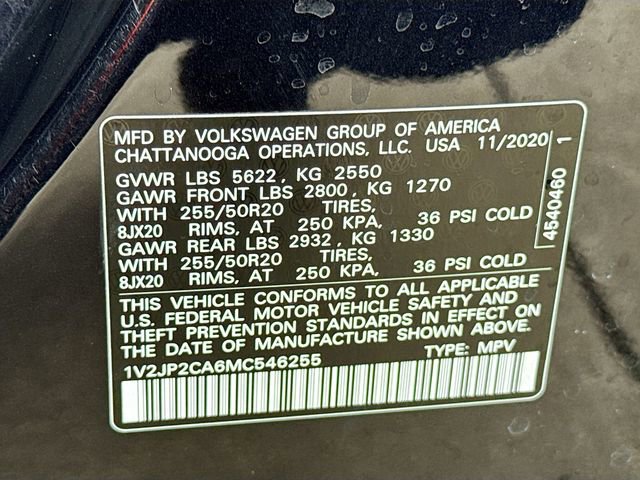 MFD BY VOLKSWAGEN GROUP OF AMERICA
CHATTANOOGA OPERATIONS, LLC. USA 11/2020
GVWR LBS 5622, KG 2550
GAWR FRONT LBS 2800, KG 1270
WITH 255/50R20 TIRES,
8JX20 RIMS, AT 250 KPA, 36 PSI COLD
GAWR REAR LBS 2932, KG 1330
WITH 255/50R20 TIRES,
8JX20 RIMS, AT 250 KPA, 36 PSI COLD
THIS VEHICLE CONFORMS TO ALL APPLICABLE
U.S. FEDERAL MOTOR VEHICLE SAFETY AND
THEFT PREVENTION STANDARDS IN EFFECT ON
THE DATE OF MANUFACTURE SHOWN ABOVE.
1V2JP2CA6MC546255 TYPE: MPV
4540460 1